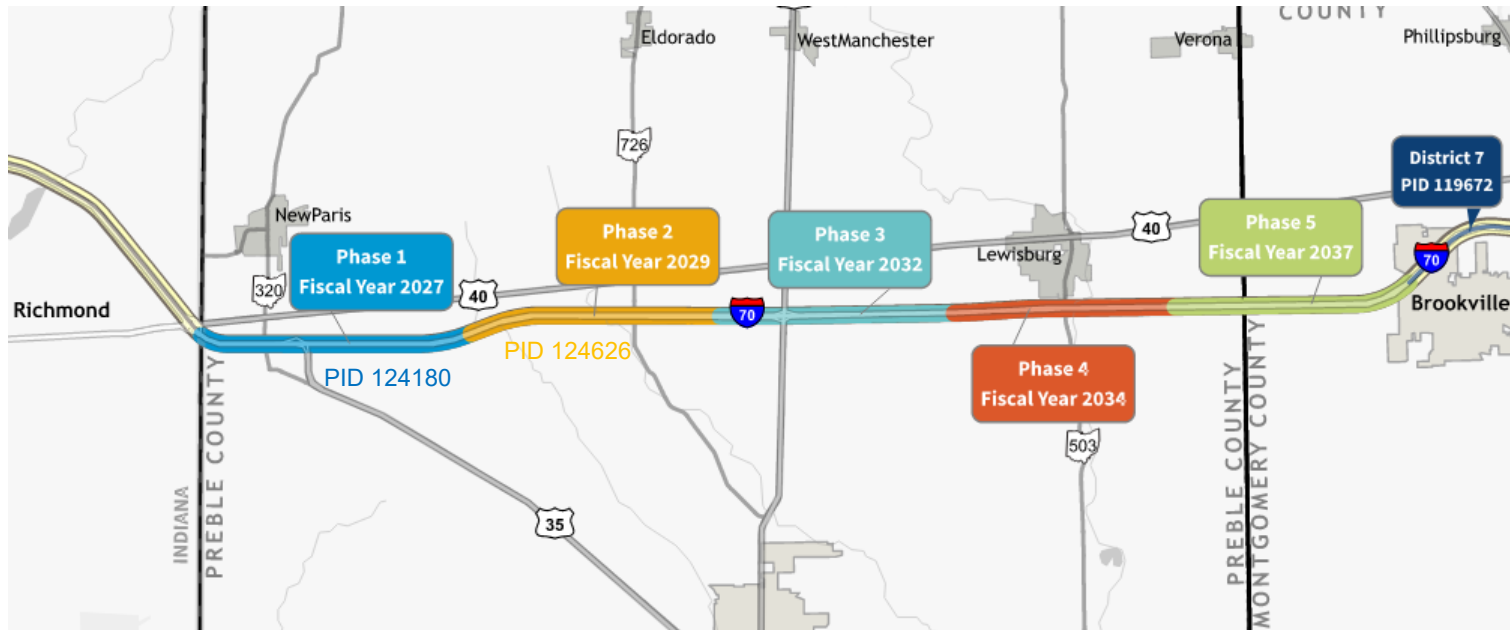 COUNTY
Eldorado
WestManchester
Verona
Phillipsburg
726
District 7
PID 119672
NewParis
Phase 1
Fiscal Year 2027
Phase 2
Fiscal Year 2029
Phase 3
Fiscal Year 2032
Lewisburg
40
Phase 5
Fiscal Year 2037
70
320
40
Richmond
70
Brookville
PID 124626
PID 124180
Phase 4
Fiscal Year 2034
503
35
INDIANA
PREBLE COUNTY
PREBLE COUNTY
MONTGOMERY COUNTY